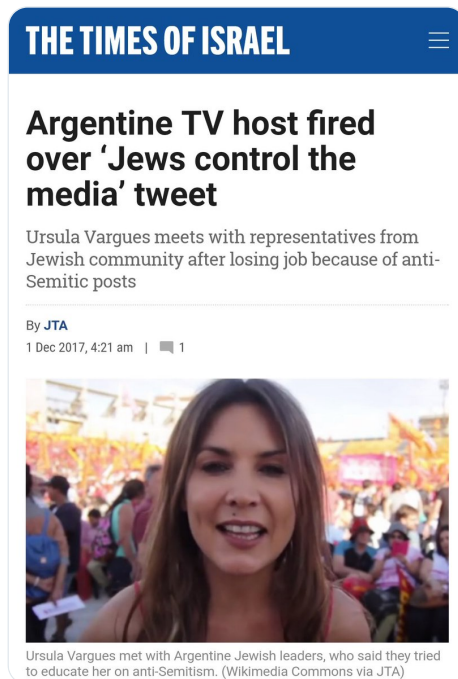 THE TIMES OF ISRAEL
Argentine TV host fired
over ‘Jews control the
media’ tweet
Ursula Vargues meets with representatives from
Jewish community after losing job because of anti-
Semitic posts
By JTA
1 Dec 2017, 4:21 am | 1
Ursula Vargues met with Argentine Jewish leaders, who said they tried
to educate her on anti-Semitism. (Wikimedia Commons via JTA)